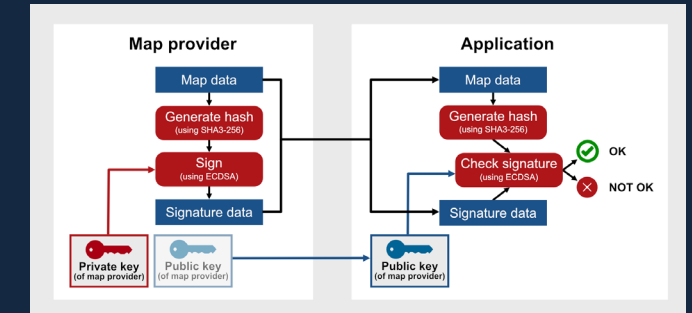 Map provider
Map data
Generate hash
(using SHA3-256)
Sign
(using ECDSA)
Signature data
Private key
(of map provider)
Public key
(of map provider)
Application
Map data
Generate hash
(using SHA3-256)
Check signature
(using ECDSA)
OK
NOT OK
Signature data
Public key
(of map provider)